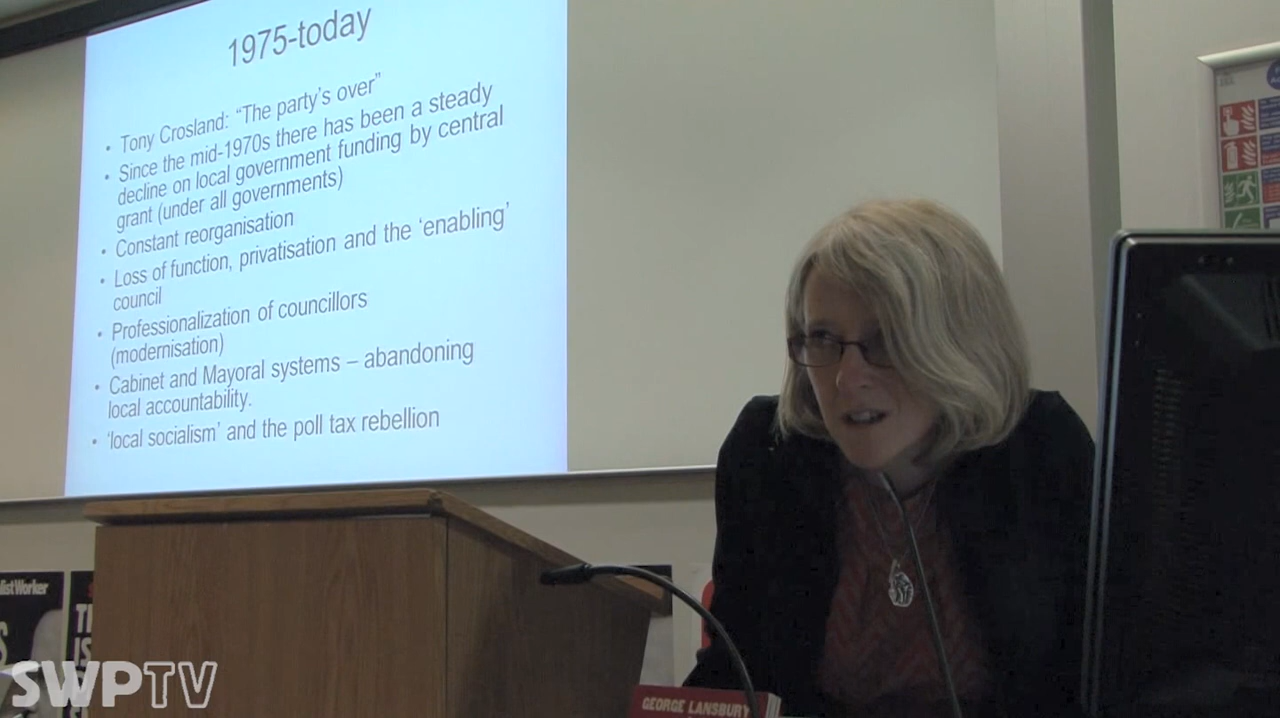 1975-today
• Tony Crosland: “The party’s over”
• Since the mid-1970s there has been a steady
decline on local government funding by central
grant (under all governments)
• Constant reorganisation
• Loss of function, privatisation and the ‘enabling’
council
• Professionalization of councillors
(modernisation)
• Cabinet and Mayoral systems – abandoning
local accountability.
• ‘local socialism’ and the poll tax rebellion
listWorker
SWPTV
GEORGE LANSBURY